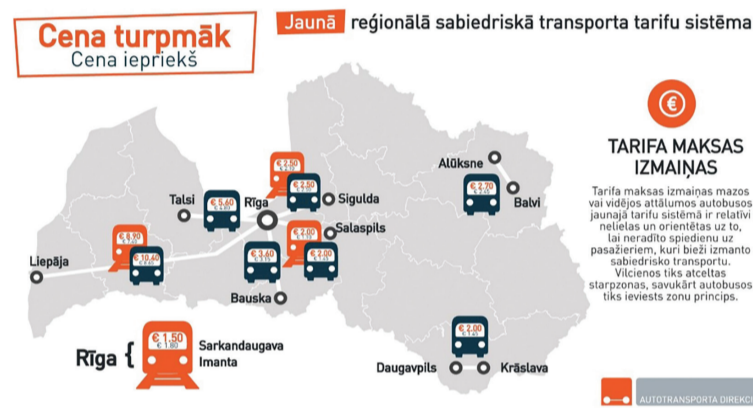 Jaunā reģionālā sabiedriskā transporta tarifu sistēma
Cena turpmāk
Cena iepriekš
€
TARIFA MAKSAS
IZMAIŅAS
Tarifa maksas izmaiņas mazos
vai vidējos attālumos autobusos
jaunajā tarifu sistēmā ir relatīvi
nelielas un orientētas uz to,
lai neradīto spiedienu uz
pasažieriem, kuri bieži izmanto
sabiedrisko transportu.
Vilcienos tiks atceltas
starpzonas, savukārt autobusos
tiks ieviests zonu princips.
Alūksne
€ 2.70
Balvi
€ 2.50
€ 2.50
Sigulda
Talsi
€ 5.60
Rīga
Salaspils
€ 2.00
€ 2.00
€ 8.90
€ 10.40
Liepāja
€ 3.60
Bauska
€ 2.00
Daugavpils
Krāslava
Rīga {
€ 1.50
€ 1.80
Sarkandaugava
Imanta
AUTOTRANSPORTA DIREKC